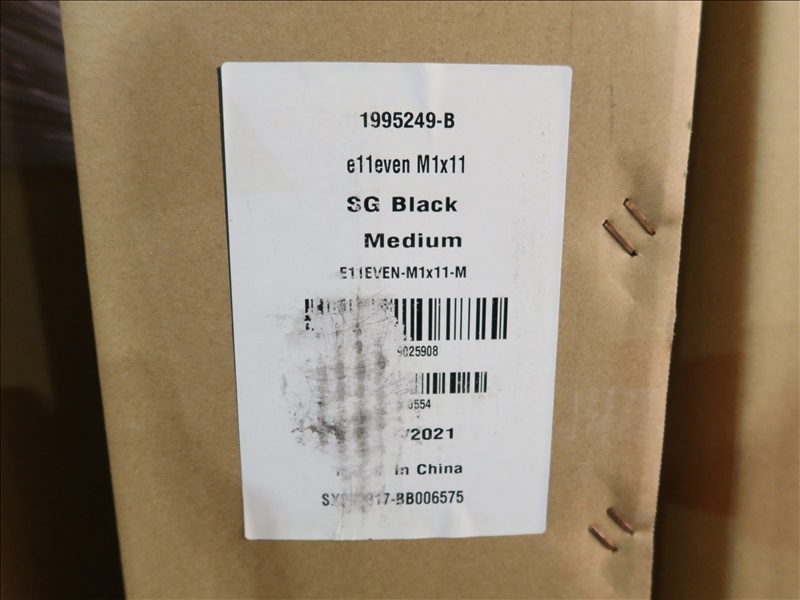 1995249-B
e11even M1x11
SG Black
Medium
E11EVEN-M1x11-M
9025908
0554
/2021
in China